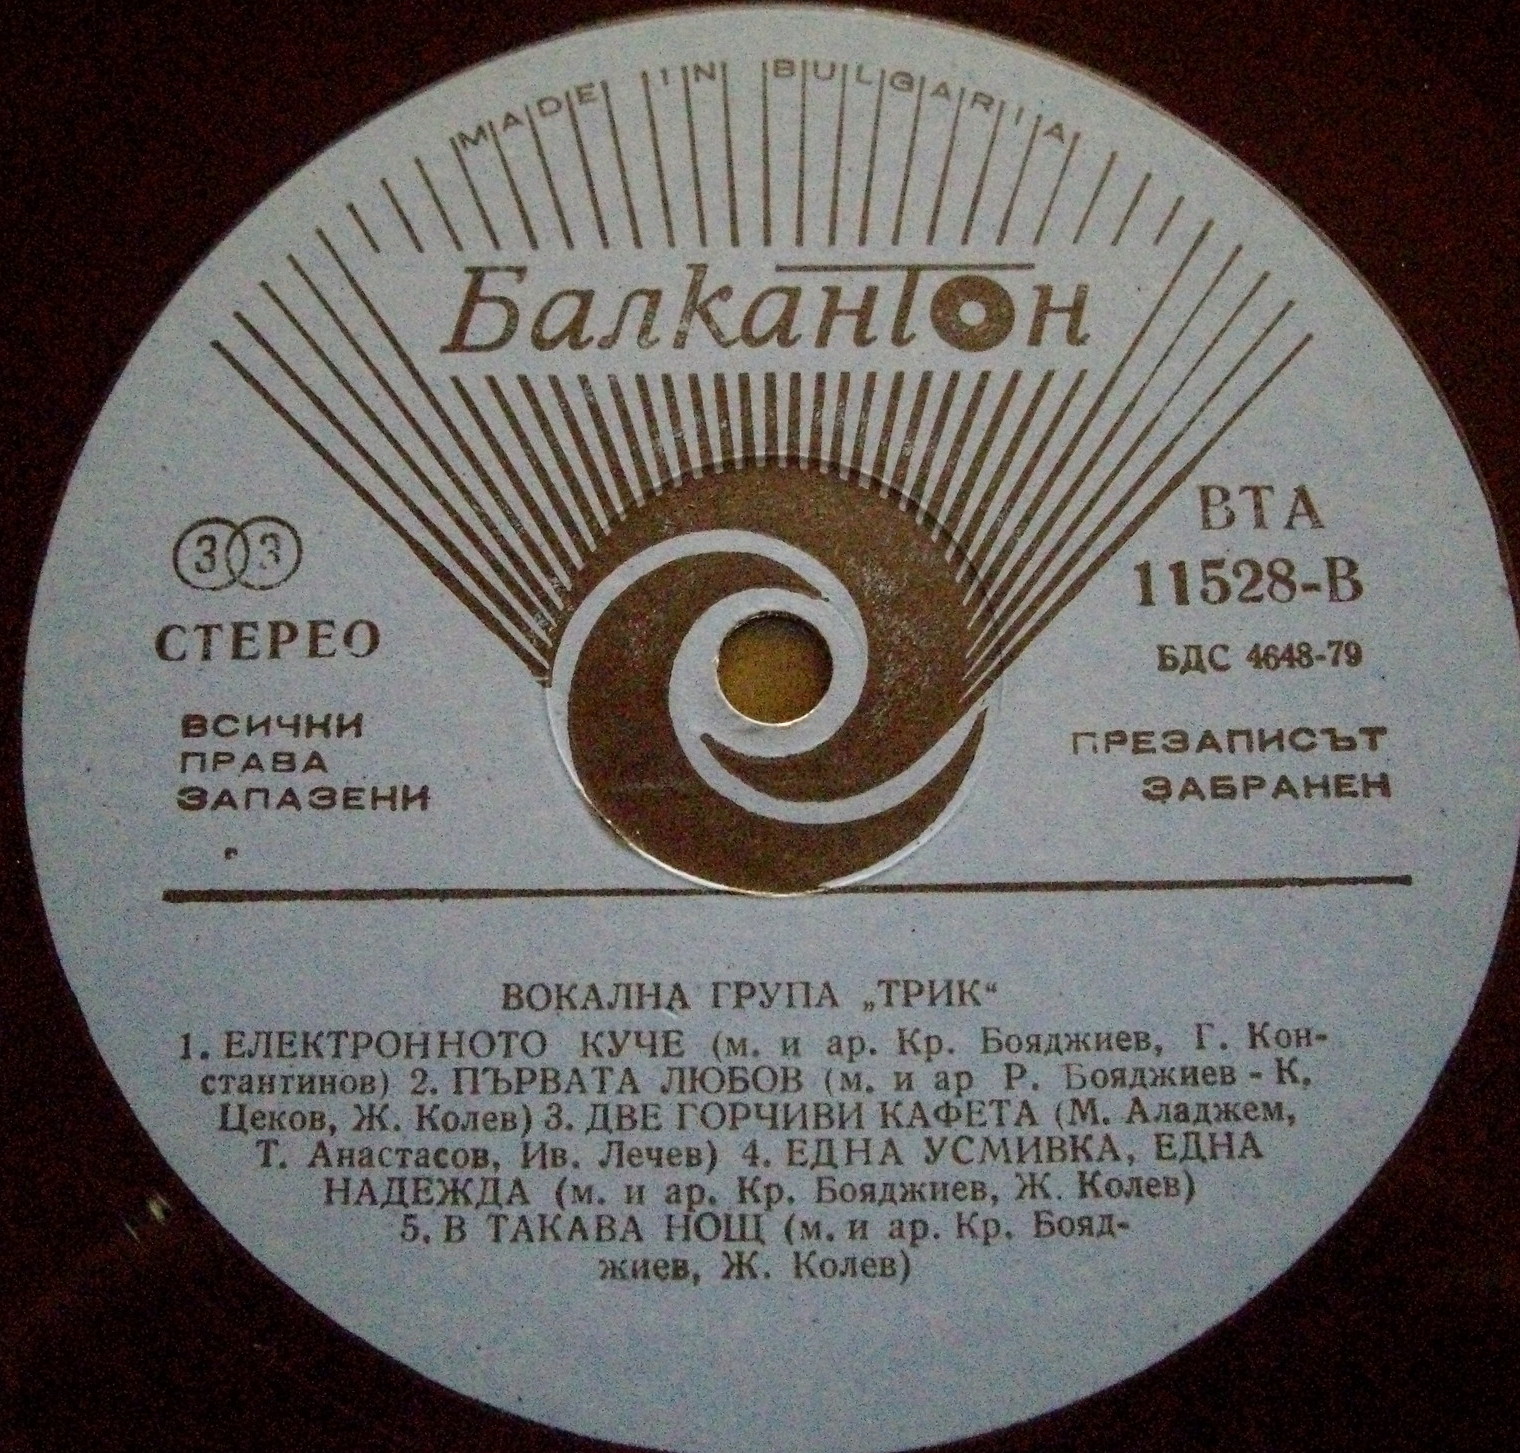 MADE IN BULGARIA
Балкантон
33
СТЕРЕО
ВСИЧКИ
ПРАВА
ЗАПАЗЕНИ
ВТА
11528-В
БДС 4648-79
ПРЕЗАПИСЪТ
ЗАБРАНЕН
ВОКАЛНА ГРУПА „ТРИК“
1. ЕЛЕКТРОННОТО КУЧЕ (м. и ар. Кр. Бояджиев, Г. Кон-
стантинов) 2. ПЪРВАТА ЛЮБОВ (м. и ар Р. Бояджиев - К.
Цеков, Ж. Колев) 3. ДВЕ ГОРЧИВИ КАФЕТА (М. Аладжем,
Т. Анастасов, Ив. Лечев) 4. ЕДНА УСМИВКА, ЕДНА
НАДЕЖДА (м. и ар. Кр. Бояджиев, Ж. Колев)
5. В ТАКАВА НОЩ (м. и ар. Кр. Бояд-
жиев, Ж. Колев)